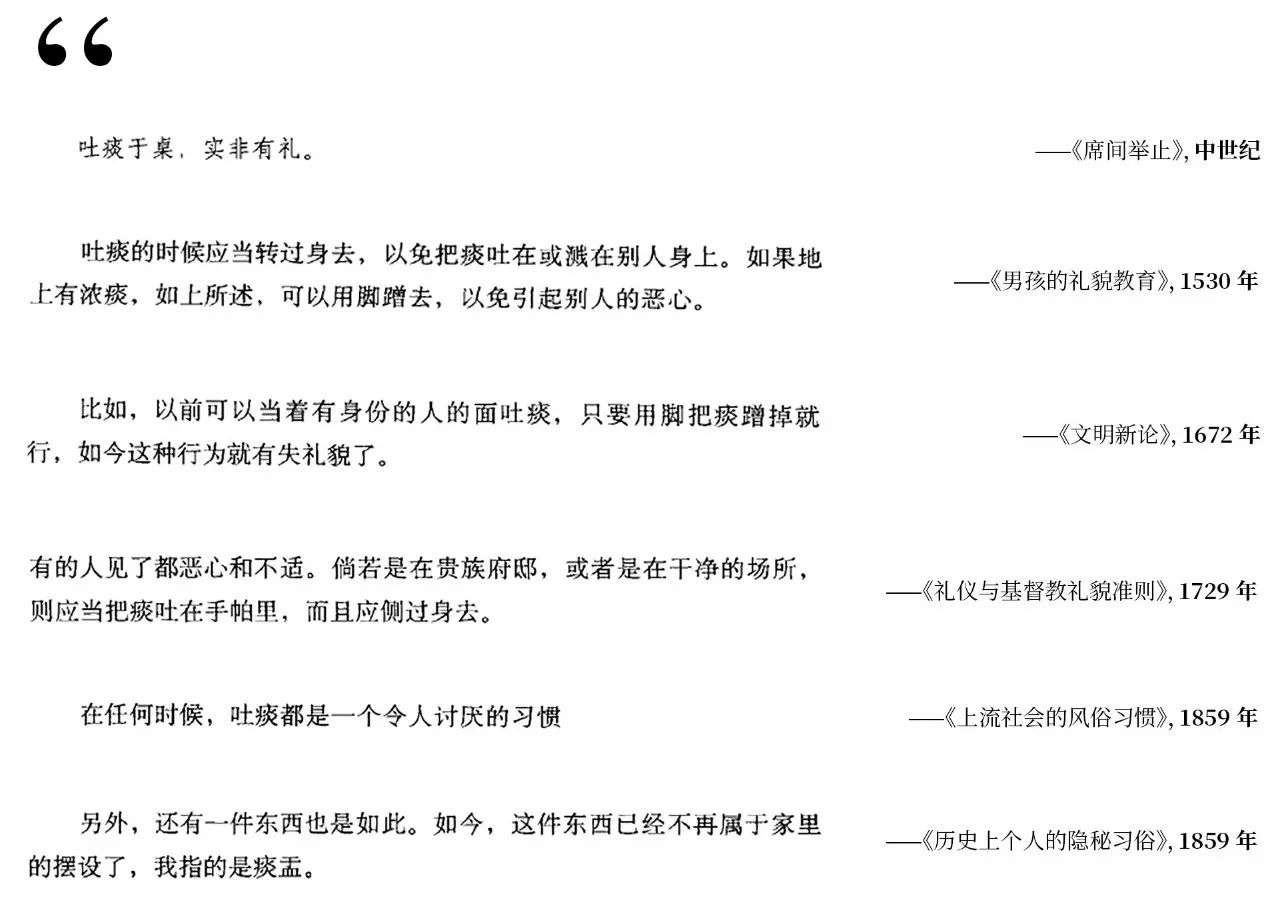 “
吐痰于桌，实非有礼。
——《席间举止》, 中世纪
吐痰的时候应当转过身去，以免把痰吐在或溅在别人身上。如果地
上有浓痰，如上所述，可以用脚蹭去，以免引起别人的恶心。
——《男孩的礼貌教育》, 1530 年
比如，以前可以当着有身份的人的面吐痰，只要用脚把痰蹭掉就
行，如今这种行为就有失礼貌了。
——《文明新论》, 1672 年
有的人见了都恶心和不适。倘若是在贵族府邸，或者是在干净的场所，
则应当把痰吐在手帕里，而且应侧过身去。
——《礼仪与基督教礼貌准则》, 1729 年
在任何时候，吐痰都是一个令人讨厌的习惯
——《上流社会的风俗习惯》, 1859 年
另外，还有一件东西也是如此。如今，这件东西已经不再属于家里
的摆设了，我指的是痰盂。
——《历史上个人的隐秘习俗》, 1859 年